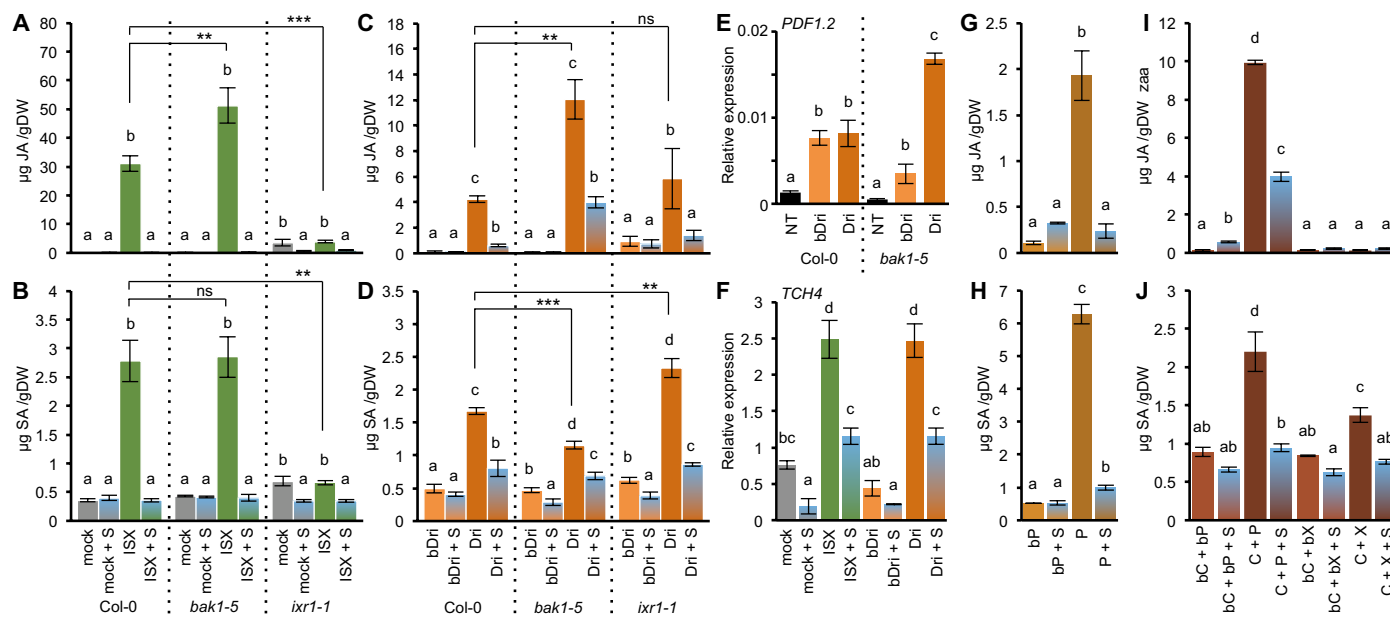 A
***
**
µg JA /gDW
80
70
60
50
40
30
20
10
0
a a b a
a a b a
b a b a
B
**
ns
µg SA /gDW
4
3.5
3
2.5
2
1.5
1
0.5
0
a a b a
a a b a
b a b a
mock
mock + S
ISX
ISX + S
mock
mock + S
ISX
ISX + S
mock
mock + S
ISX
ISX + S
Col-0 bak1-5 ixr1-1
C
ns
**
µg JA /gDW
18
16
14
12
10
8
6
4
2
0
a a c b
a a c b
a a b a
D
**
***
µg SA /gDW
3.5
3
2.5
2
1.5
1
0.5
0
a a c b
b a d c
b a d c
bDri
bDri + S
Dri
Dri + S
bDri
bDri + S
Dri
Dri + S
bDri
bDri + S
Dri
Dri + S
Col-0 bak1-5 ixr1-1
E PDF1.2
Relative expression
0.02
0.01
0
a b b
a b c
NT
bDri
Dri
NT
bDri
Dri
Col-0 bak1-5
F TCH4
Relative expression
3
2.5
2
1.5
1
0.5
0
bc a d c ab a d c
mock
mock + S
ISX
ISX + S
bDri
bDri + S
Dri
Dri + S
G
µg JA /gDW
2.5
2
1.5
1
0.5
0
a a b a
H
µg SA /gDW
7
6
5
4
3
2
1
0
a a c b
bP
bP + S
P
P + S
I
µg JA /gDW zaa
12
10
8
6
4
2
0
a b d c a a a a
J
µg SA /gDW
3
2.5
2
1.5
1
0.5
0
ab ab d b ab a c ab
bC + bP
bC + bP + S
C + P
C + P + S
bC + bX
bC + bX + S
C + X
C + X + S